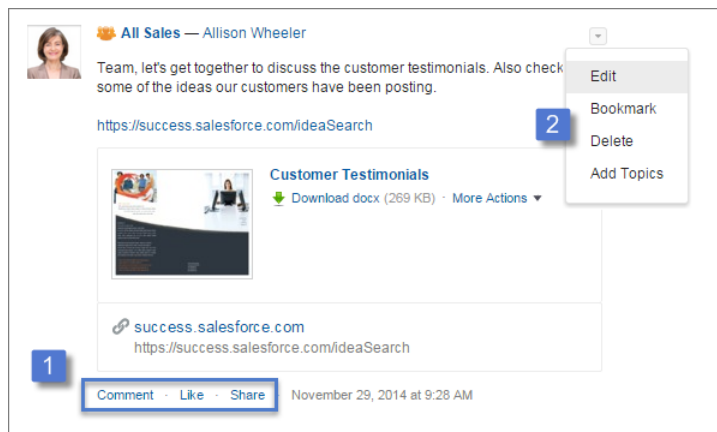 All Sales — Allison Wheeler
Team, let's get together to discuss the customer testimonials. Also check
some of the ideas our customers have been posting.
https://success.salesforce.com/ideaSearch
Edit
Bookmark
2
Delete
Add Topics
Customer Testimonials
Download docx (269 KB) · More Actions
success.salesforce.com
https://success.salesforce.com/ideaSearch
1
Comment · Like · Share · November 29, 2014 at 9:28 AM